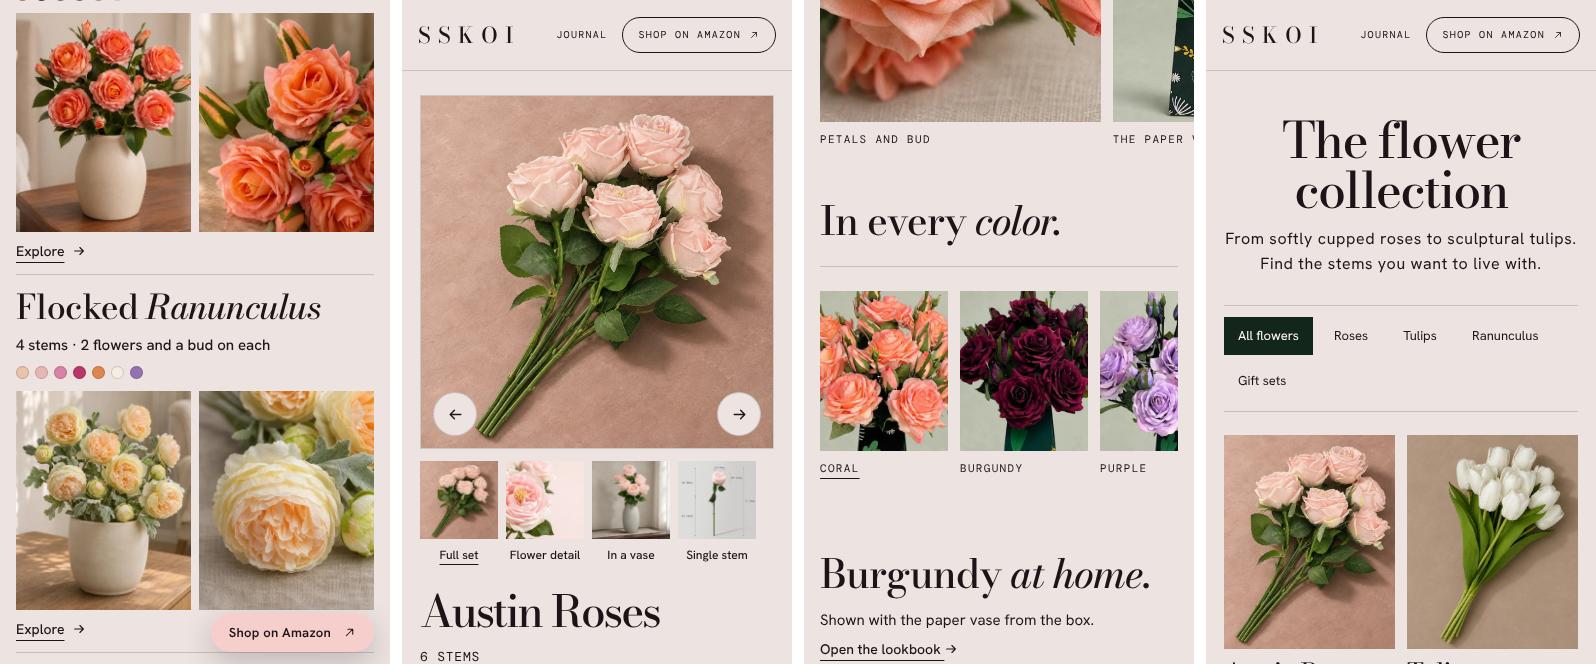 Explore →
Flocked Ranunculus
4 stems · 2 flowers and a bud on each
Explore →
Shop on Amazon ↗
SSKOI
JOURNAL
SHOP ON AMAZON ↗
Full set
Flower detail
In a vase
Single stem
Austin Roses
6 STEMS
PETALS AND BUD
THE PAPER
In every color.
CORAL
BURGUNDY
PURPLE
Burgundy at home.
Shown with the paper vase from the box.
Open the lookbook →
SSKOI
JOURNAL
SHOP ON AMAZON ↗
The flower
collection
From softly cupped roses to sculptural tulips.
Find the stems you want to live with.
All flowers
Roses
Tulips
Ranunculus
Gift sets